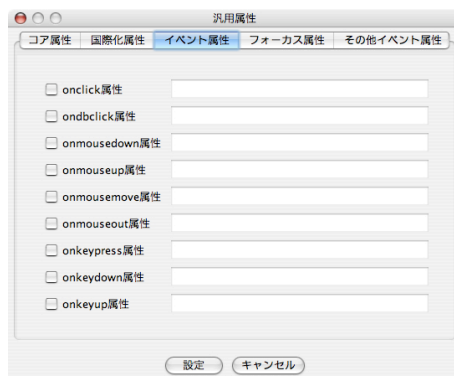 汎用属性
コア属性 国際化属性 イベント属性 フォーカス属性 その他イベント属性
onclick属性
ondbclick属性
onmousedown属性
onmouseup属性
onmousemove属性
onmouseout属性
onkeypress属性
onkeydown属性
onkeyup属性
設定 キャンセル